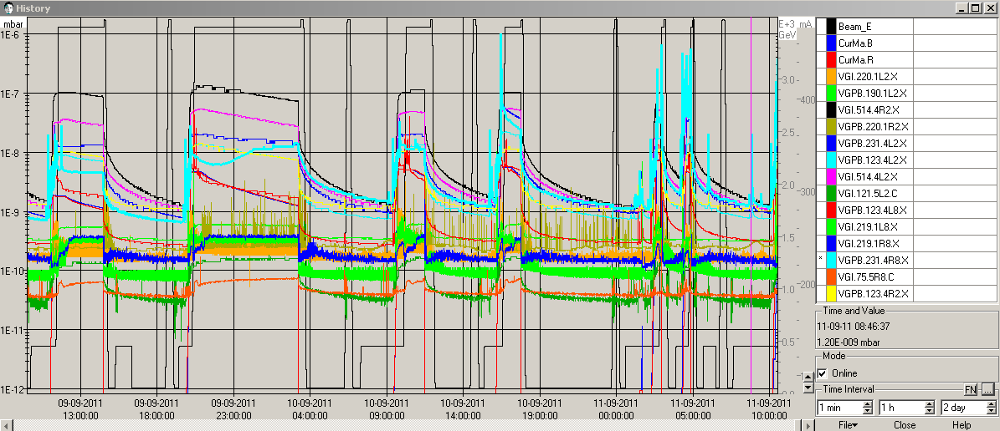 History
mbar
E+3 mA
GeV
1E-6
1E-7
1E-8
1E-9
1E-10
1E-11
1E-12
3.0
400
2.5
2.0
300
1.5
200
1.0
0.5
0.0
09-09-2011 09-09-2011 09-09-2011 10-09-2011 10-09-2011 10-09-2011 10-09-2011 11-09-2011 11-09-2011 11-09-2011
13:00:00 18:00:00 23:00:00 04:00:00 09:00:00 14:00:00 19:00:00 00:00:00 05:00:00 10:00:00
Beam_E
CurMa.B
CurMa.R
VGI.220.1L2.X
VGPB.190.1L2.X
VGI.514.4R2.X
VGPB.220.1R2.X
VGPB.231.4L2.X
VGPB.123.4L2.X
VGI.514.4L2.X
VGI.121.5L2.C
VGPB.123.4L8.X
VGI.219.1L8.X
VGI.219.1R8.X
* VGPB.231.4R8.X
VGI.75.5R8.C
VGPB.123.4R2.X
Time and Value
11-09-11 08:46:37
1.20E-009 mbar
Mode
Online
Time Interval FN ...
1 min 1 h 2 day
File Close Help